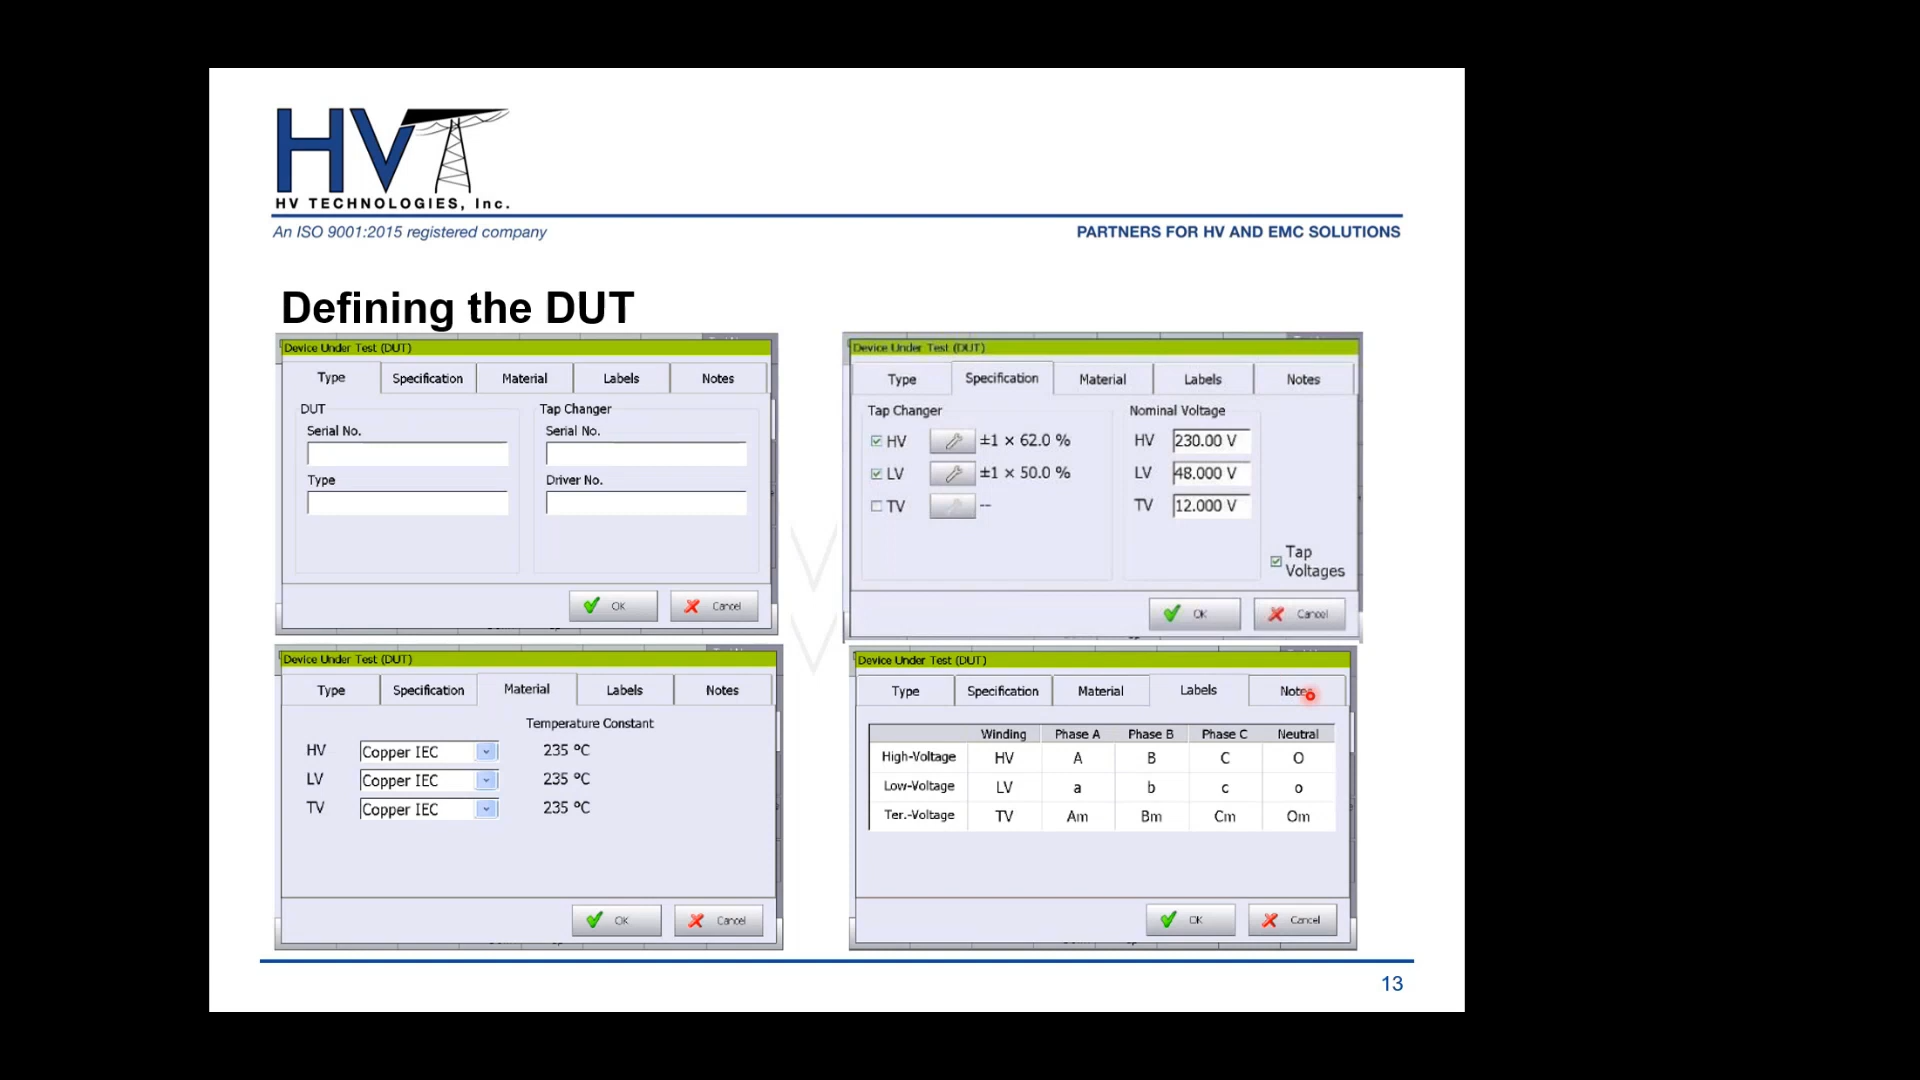 HVT
HV TECHNOLOGIES, Inc.
An ISO 9001:2015 registered company
PARTNERS FOR HV AND EMC SOLUTIONS
Defining the DUT
Device Under Test (DUT)
Type Specification Material Labels Notes
DUT Tap Changer
Serial No. Serial No.
Type Driver No.
OK Cancel
Device Under Test (DUT)
Type Specification Material Labels Notes
Tap Changer Nominal Voltage
HV ±1 × 62.0 % HV 230.00 V
LV ±1 × 50.0 % LV 48.000 V
TV -- TV 12.000 V
Tap
Voltages
OK Cancel
Device Under Test (DUT)
Type Specification Material Labels Notes
Temperature Constant
HV Copper IEC 235 °C
LV Copper IEC 235 °C
TV Copper IEC 235 °C
OK Cancel
Device Under Test (DUT)
Type Specification Material Labels Notes
Winding Phase A Phase B Phase C Neutral
High-Voltage HV A B C O
Low-Voltage LV a b c o
Ter.-Voltage TV Am Bm Cm Om
OK Cancel
13